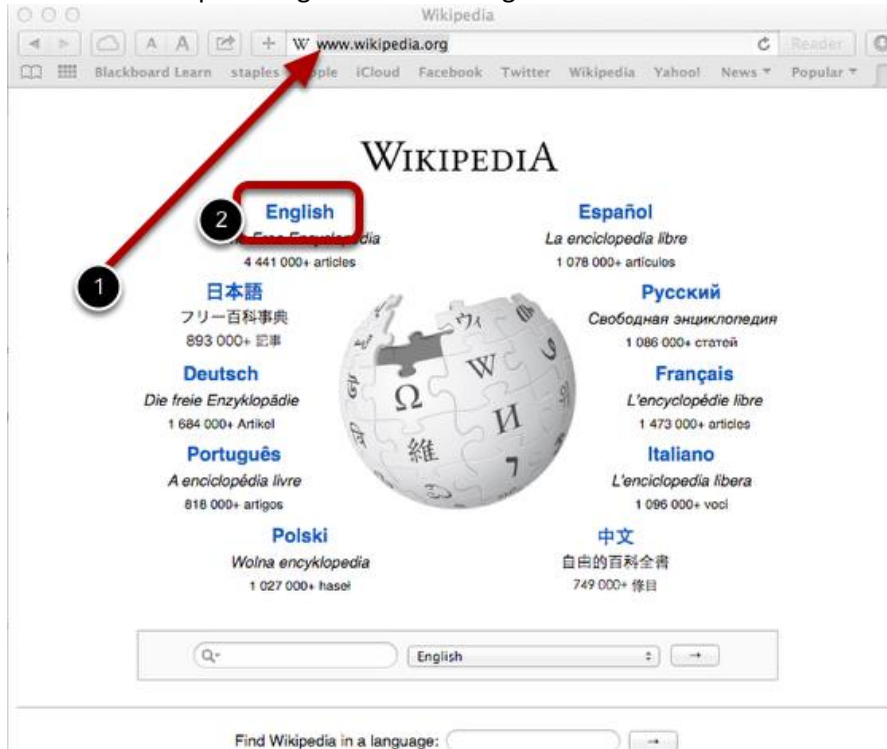 Wikipedia
A A + W www.wikipedia.org Reader
Blackboard Learn staples iCloud Facebook Twitter Wikipedia Yahoo! News Popular
WIKIPEDIA
2
English
4 441 000+ articles
Español
La enciclopedia libre
1 078 000+ artículos
1
日本語
フリー百科事典
893 000+ 記事
Русский
Свободная энциклопедия
1 086 000+ статей
Deutsch
Die freie Enzyklopädie
1 684 000+ Artikel
Français
L'encyclopédie libre
1 473 000+ articles
Português
A enciclopédia livre
818 000+ artigos
Italiano
L'enciclopedia libera
1 096 000+ voci
Polski
Wolna encyklopedia
1 027 000+ haseł
中文
自由的百科全書
749 000+ 條目
Ω W И 維 7 ウィ
English
Find Wikipedia in a language: